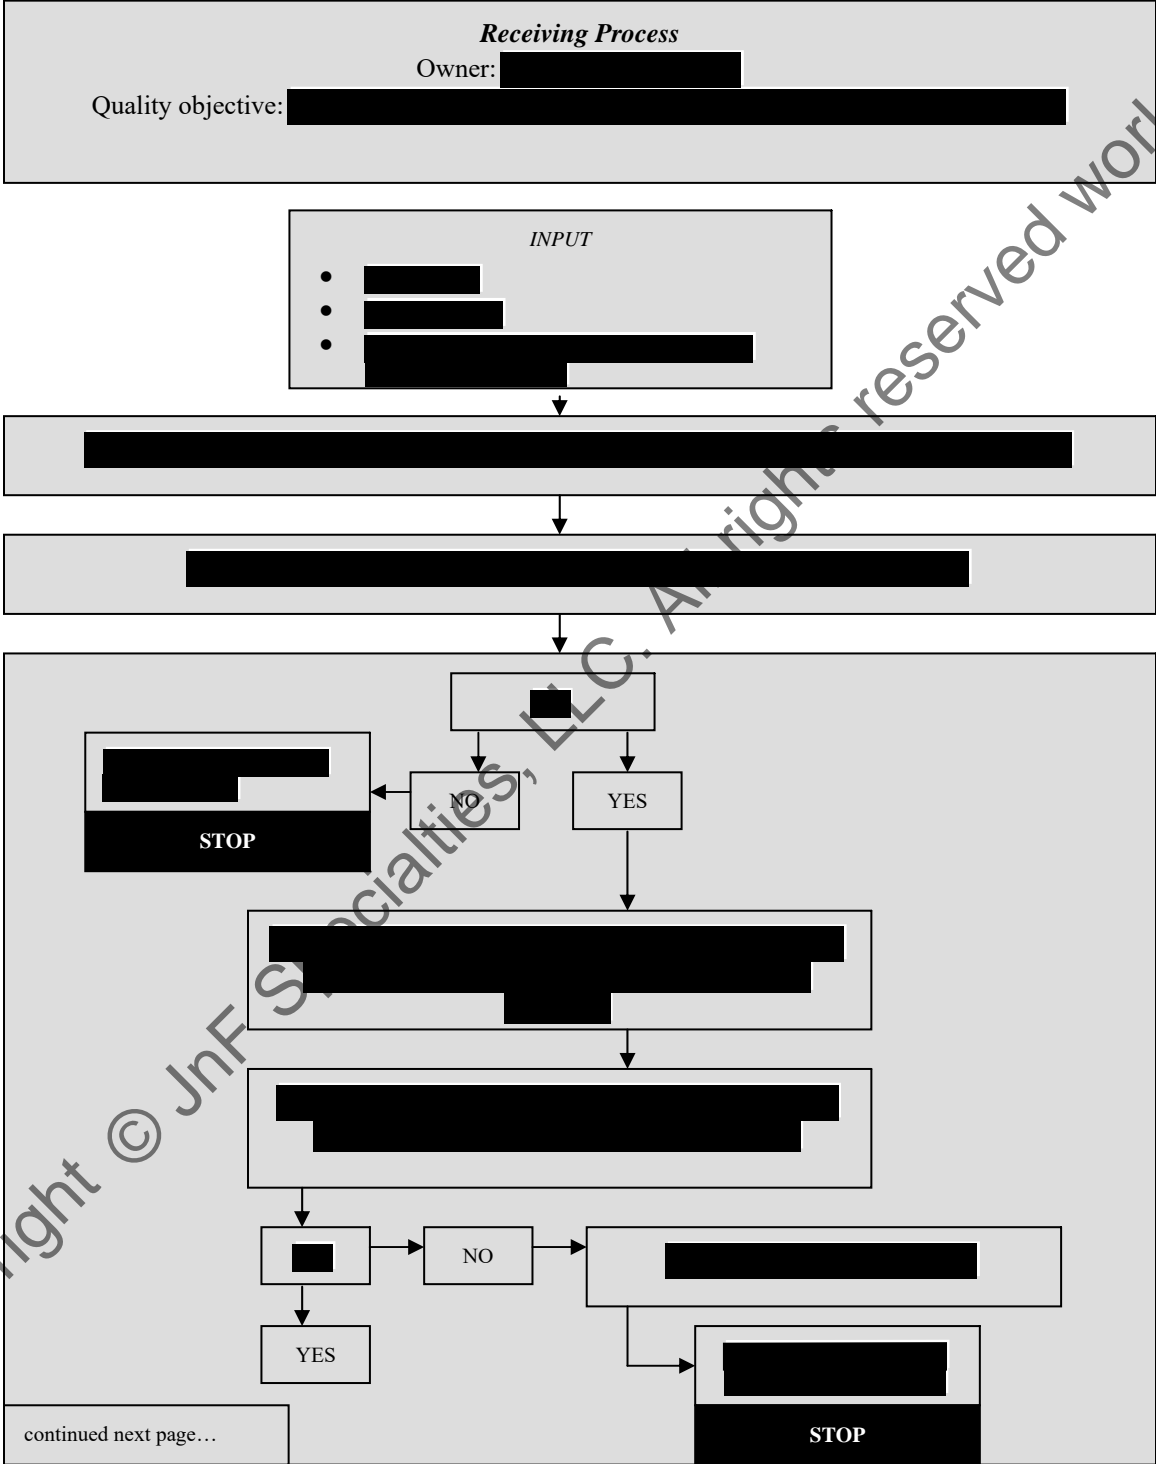 Receiving Process
Owner:
Quality objective:
INPUT
NO
YES
STOP
NO
YES
continued next page…
STOP
right © JnF Specialties, LLC. All rights reserved worl